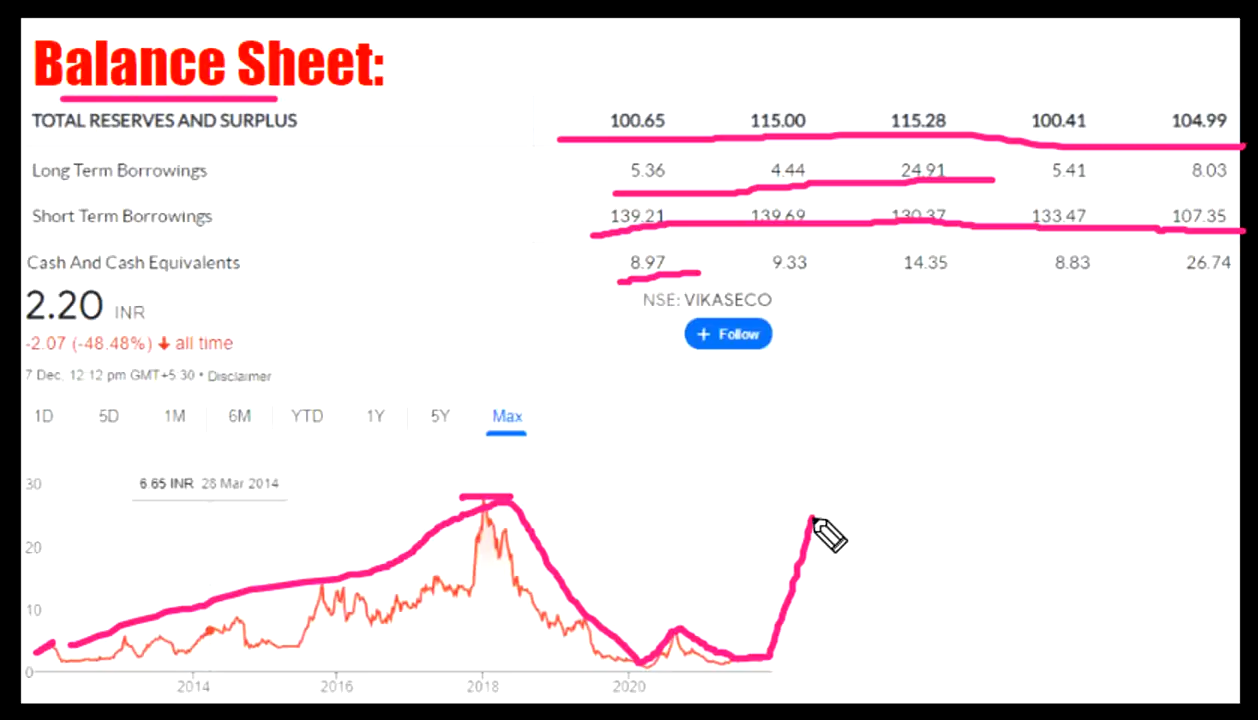 Balance Sheet:
TOTAL RESERVES AND SURPLUS 100.65 115.00 115.28 100.41 104.99
Long Term Borrowings 5.36 4.44 24.91 5.41 8.03
Short Term Borrowings 139.21 139.69 130.37 133.47 107.35
Cash And Cash Equivalents 8.97 9.33 14.35 8.83 26.74
2.20 INR
NSE: VIKASECO
+ Follow
-2.07 (-48.48%) ↓ all time
7 Dec, 12:12 pm GMT+5:30 • Disclaimer
1D 5D 1M 6M YTD 1Y 5Y Max
30
6.65 INR 28 Mar 2014
20
10
0
2014 2016 2018 2020